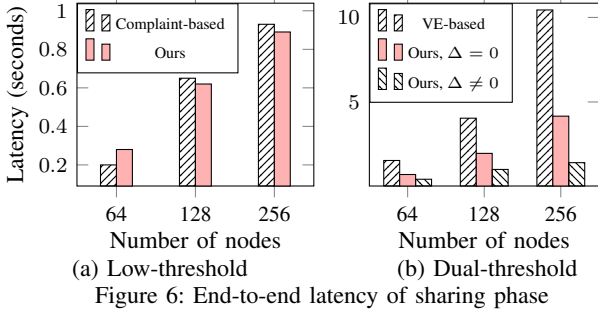 Latency (seconds)
1
0.8
0.6
0.4
0.2
Complaint-based
Ours
64 128 256
Number of nodes
(a) Low-threshold
10
5
VE-based
Ours, Δ = 0
Ours, Δ ≠ 0
64 128 256
Number of nodes
(b) Dual-threshold
Figure 6: End-to-end latency of sharing phase